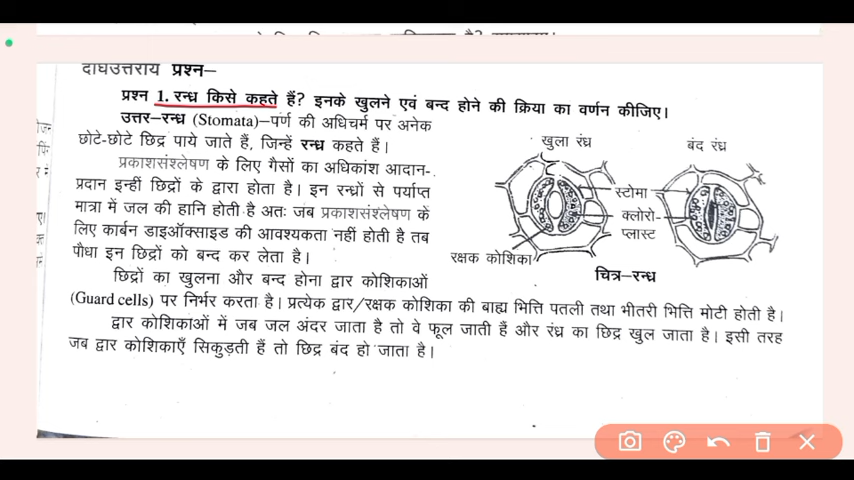 दीर्घउत्तरीय प्रश्न–
प्रश्न 1. रन्ध्र किसे कहते हैं? इनके खुलने एवं बन्द होने की क्रिया का वर्णन कीजिए।
उत्तर–रन्ध्र (Stomata)–पर्ण की अधिचर्म पर अनेक
छोटे-छोटे छिद्र पाये जाते हैं, जिन्हें रन्ध्र कहते हैं।
प्रकाशसंश्लेषण के लिए गैसों का अधिकांश आदान-
प्रदान इन्हीं छिद्रों के द्वारा होता है। इन रन्ध्रों से पर्याप्त
मात्रा में जल की हानि होती है अतः जब प्रकाशसंश्लेषण के
लिए कार्बन डाइऑक्साइड की आवश्यकता नहीं होती है तब
पौधा इन छिद्रों को बन्द कर लेता है।
खुला रंध्र
बंद रंध्र
स्टोमा
क्लोरो-
प्लास्ट
रक्षक कोशिका
चित्र–रन्ध्र
छिद्रों का खुलना और बन्द होना द्वार कोशिकाओं
(Guard cells) पर निर्भर करता है। प्रत्येक द्वार/रक्षक कोशिका की बाह्य भित्ति पतली तथा भीतरी भित्ति मोटी होती है।
द्वार कोशिकाओं में जब जल अंदर जाता है तो वे फूल जाती हैं और रंध्र का छिद्र खुल जाता है। इसी तरह
जब द्वार कोशिकाएँ सिकुड़ती हैं तो छिद्र बंद हो जाता है।